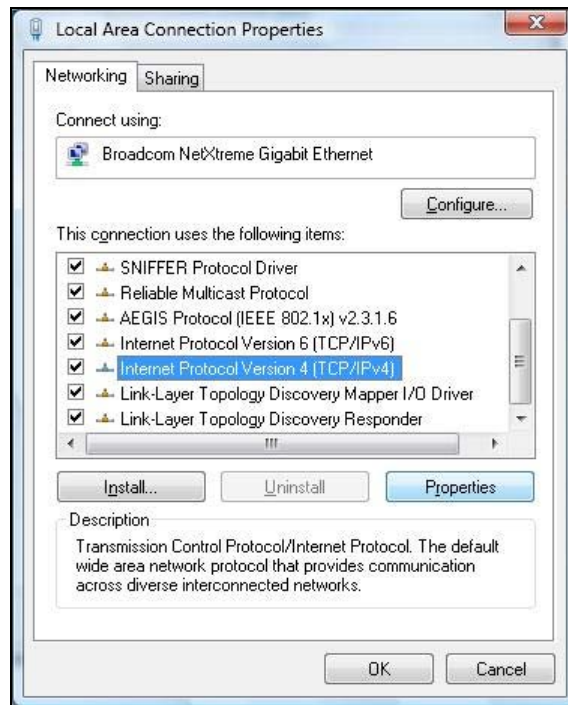 Local Area Connection Properties
Networking
Sharing
Connect using:
Broadcom NetXtreme Gigabit Ethernet
Configure...
This connection uses the following items:
SNIFFER Protocol Driver
Reliable Multicast Protocol
AEGIS Protocol (IEEE 802.1x) v2.3.1.6
Internet Protocol Version 6 (TCP/IPv6)
Internet Protocol Version 4 (TCP/IPv4)
Link-Layer Topology Discovery Mapper I/O Driver
Link-Layer Topology Discovery Responder
Install...
Uninstall
Properties
Description
Transmission Control Protocol/Internet Protocol. The default
wide area network protocol that provides communication
across diverse interconnected networks.
OK
Cancel